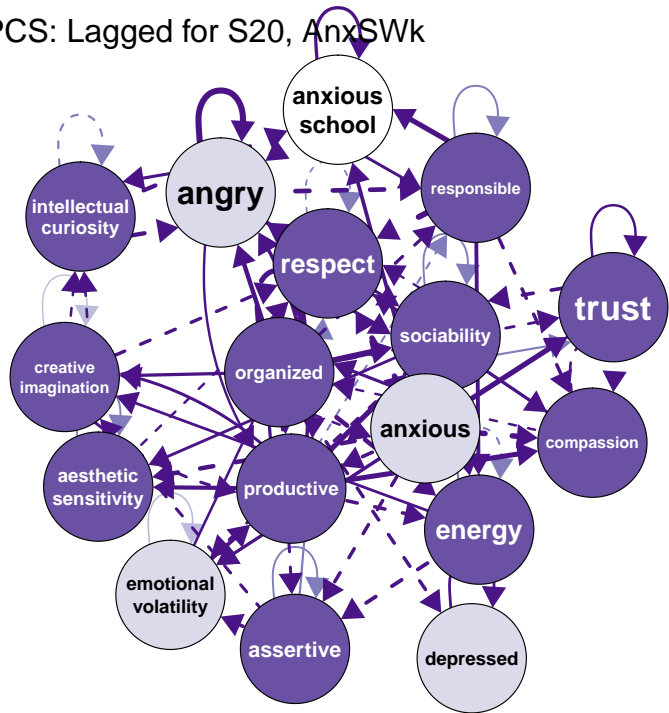 PCS: Lagged for S20, AnxSWk
anxious
school
angry
responsible
intellectual
curiosity
respect
trust
sociability
creative
imagination
organized
anxious
compassion
aesthetic
sensitivity
productive
energy
emotional
volatility
assertive
depressed